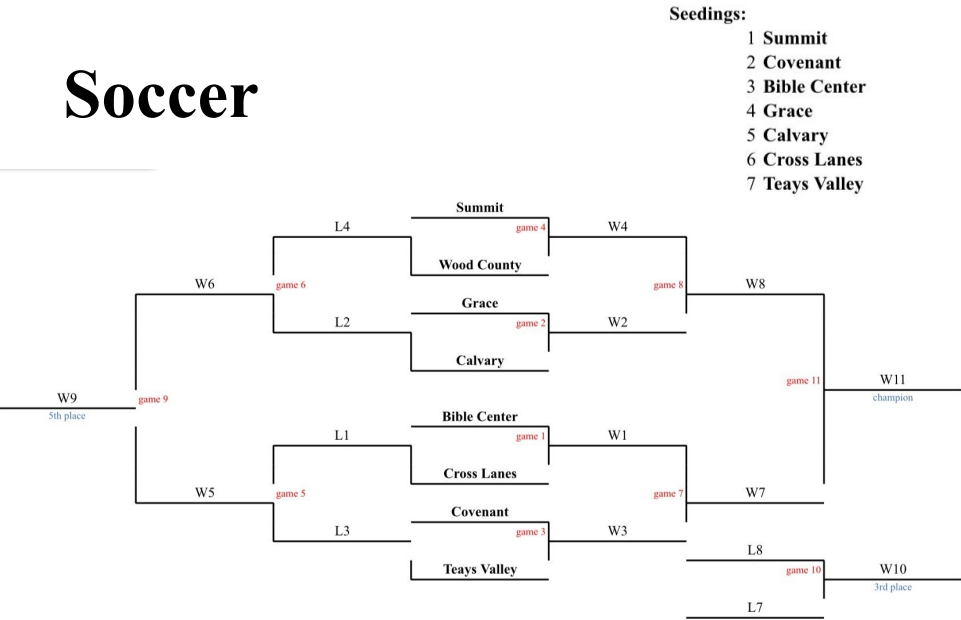 Seedings:
1 Summit
2 Covenant
3 Bible Center
4 Grace
5 Calvary
6 Cross Lanes
7 Teays Valley
Soccer
Summit
L4
game 4
W4
Wood County
W6
game 6
game 8
W8
Grace
L2
game 2
W2
Calvary
game 11
W11
champion
W9
game 9
5th place
Bible Center
L1
game 1
W1
Cross Lanes
W5
game 5
game 7
W7
Covenant
L3
game 3
W3
L8
Teays Valley
game 10
W10
3rd place
L7